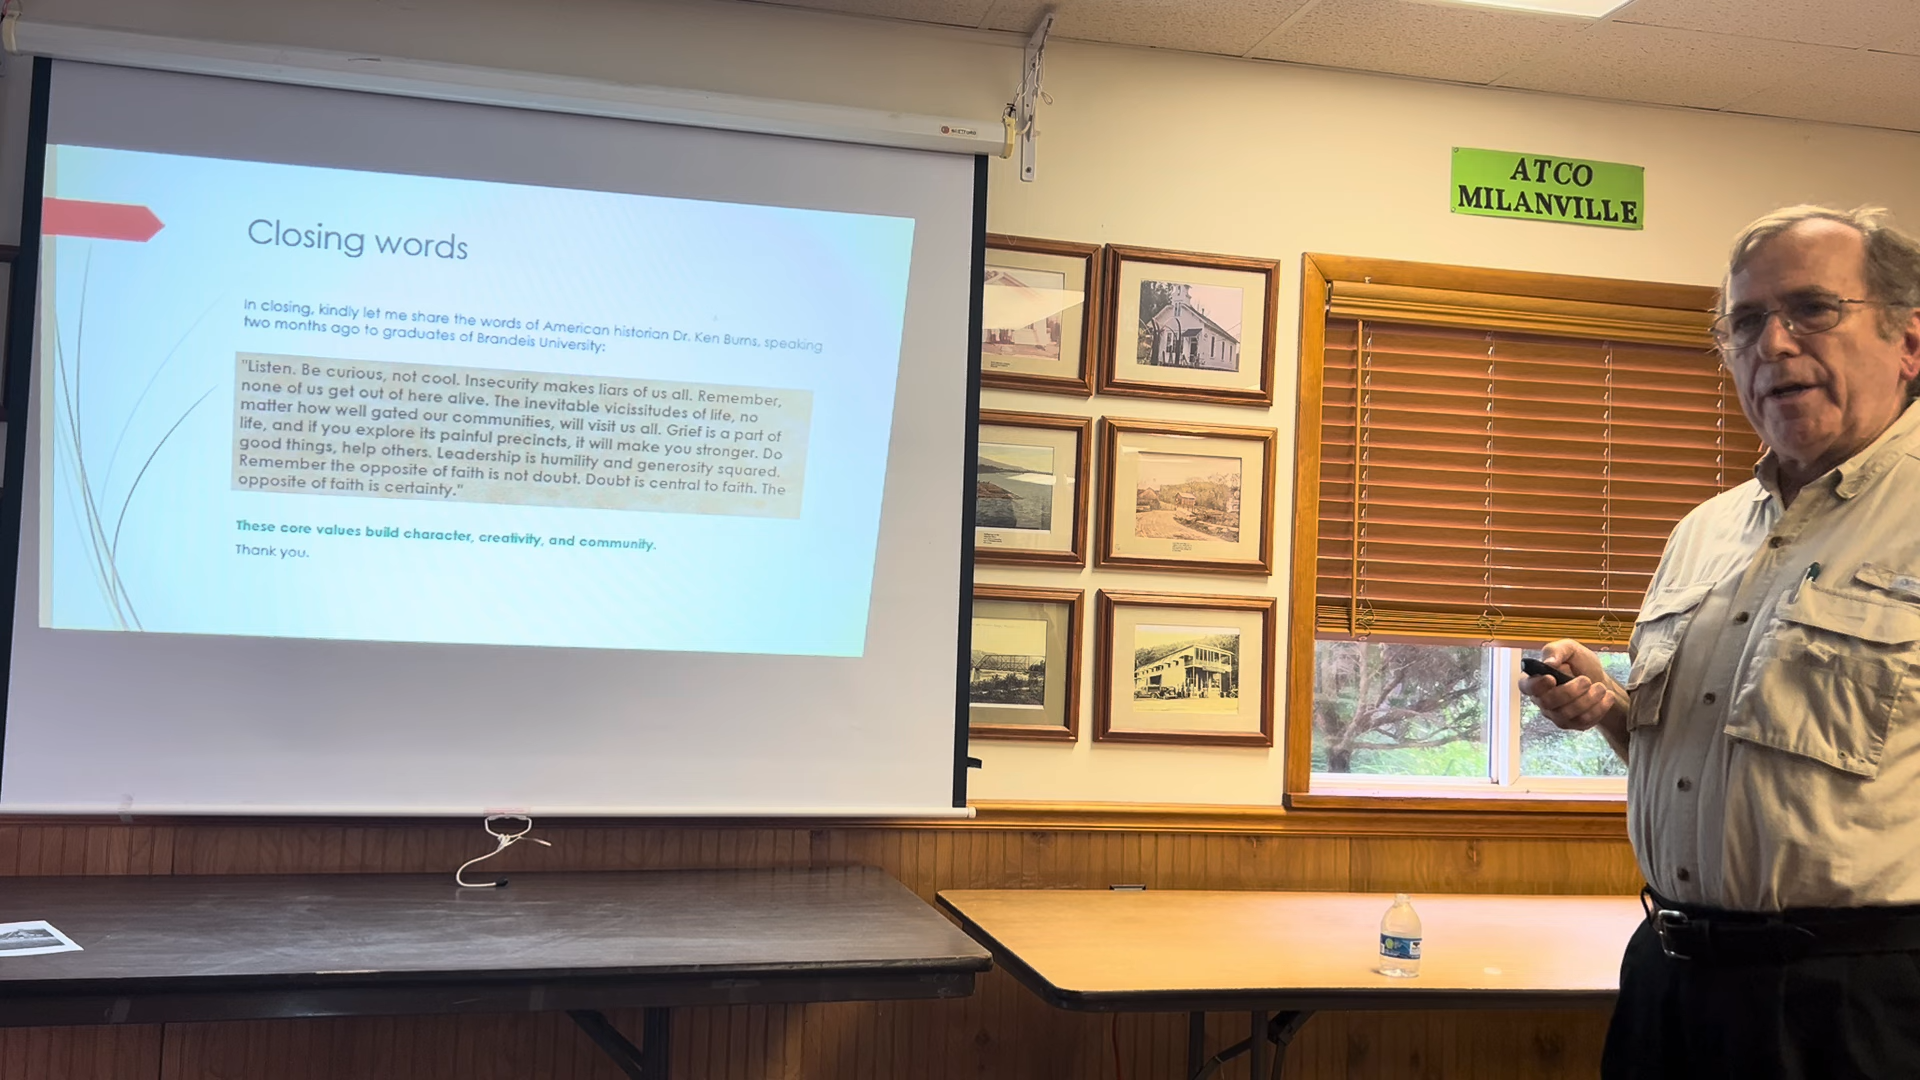 ATCO
MILANVILLE
Closing words
In closing, kindly let me share the words of American historian Dr. Ken Burns, speaking
two months ago to graduates of Brandeis University:
"Listen. Be curious, not cool. Insecurity makes liars of us all. Remember,
none of us get out of here alive. The inevitable vicissitudes of life, no
matter how well gated our communities, will visit us all. Grief is a part of
life, and if you explore its painful precincts, it will make you stronger. Do
good things, help others. Leadership is humility and generosity squared.
Remember the opposite of faith is not doubt. Doubt is central to faith. The
opposite of faith is certainty."
These core values build character, creativity, and community.
Thank you.